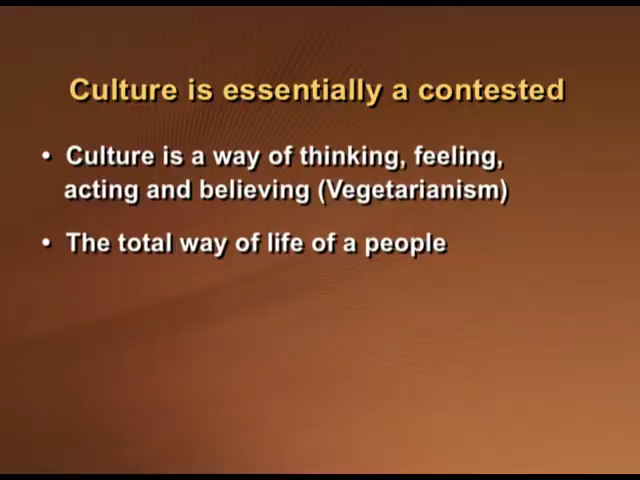 Culture is essentially a contested
• Culture is a way of thinking, feeling,
acting and believing (Vegetarianism)
• The total way of life of a people